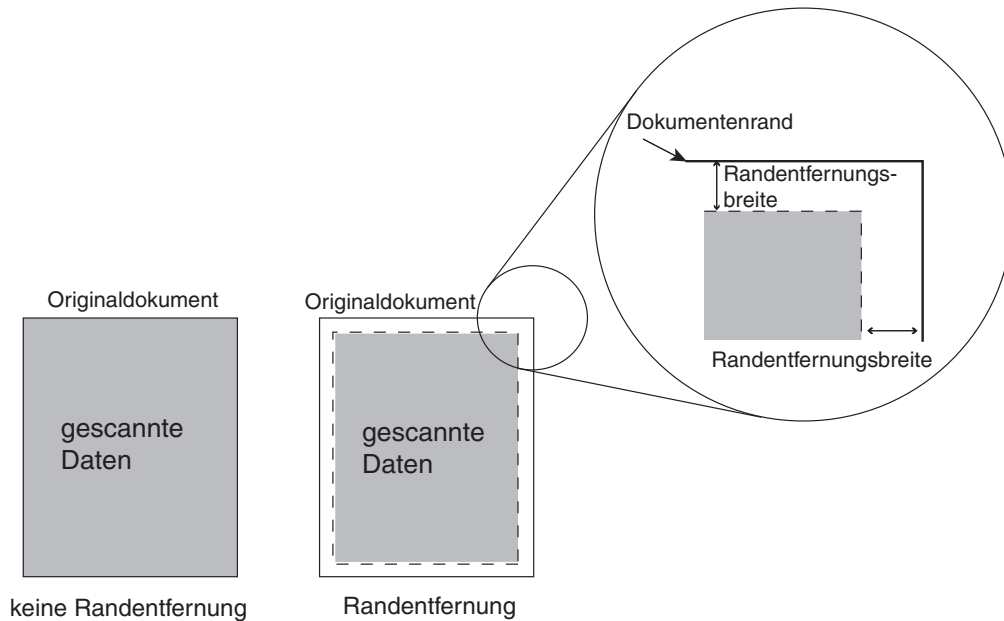 Dokumentenrand
Randentfernungs-
breite
Randentfernungsbreite
Originaldokument
gescannte
Daten
keine Randentfernung
Originaldokument
gescannte
Daten
Randentfernung